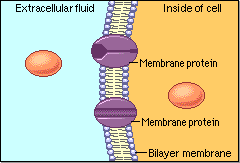 Extracellular fluid
Inside of cell
Membrane protein
Membrane protein
Bilayer membrane